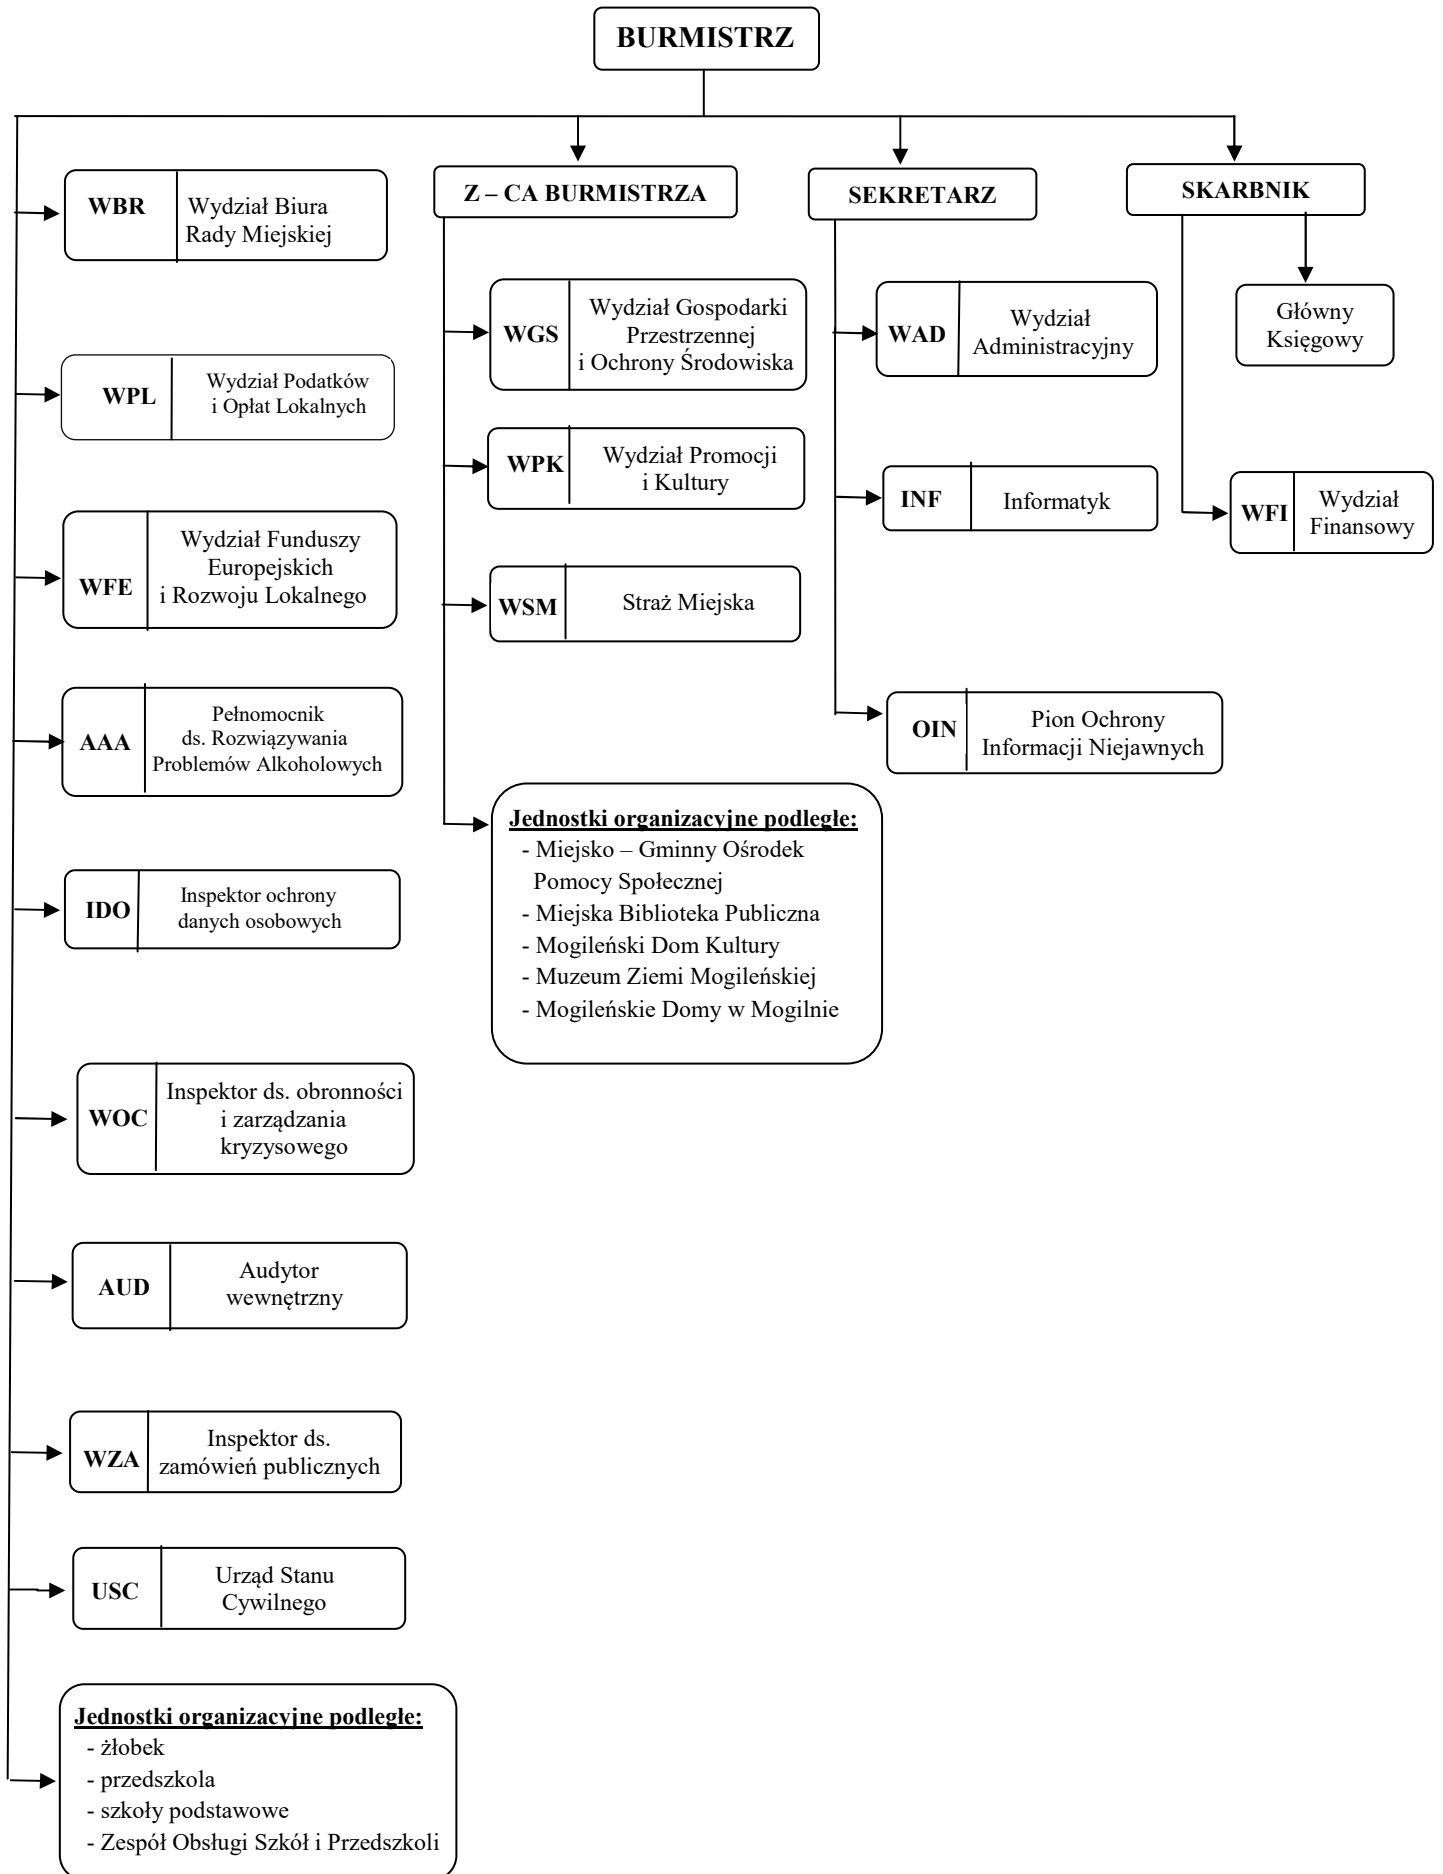 BURMISTRZ
WBR
Wydział Biura
Rady Miejskiej
WPL
Wydział Podatków
i Opłat Lokalnych
WFE
Wydział Funduszy
Europejskich
i Rozwoju Lokalnego
AAA
Pełnomocnik
ds. Rozwiązywania
Problemów Alkoholowych
IDO
Inspektor ochrony
danych osobowych
WOC
Inspektor ds. obronności
i zarządzania
kryzysowego
AUD
Audytor
wewnętrzny
WZA
Inspektor ds.
zamówień publicznych
USC
Urząd Stanu
Cywilnego
Jednostki organizacyjne podległe:
- żłobek
- przedszkola
- szkoły podstawowe
- Zespół Obsługi Szkół i Przedszkoli
Z – CA BURMISTRZA
WGS
Wydział Gospodarki
Przestrzennej
i Ochrony Środowiska
WPK
Wydział Promocji
i Kultury
WSM
Straż Miejska
Jednostki organizacyjne podległe:
- Miejsko – Gminny Ośrodek
Pomocy Społecznej
- Miejska Biblioteka Publiczna
- Mogileński Dom Kultury
- Muzeum Ziemi Mogileńskiej
- Mogileńskie Domy w Mogilnie
SEKRETARZ
WAD
Wydział
Administracyjny
INF
Informatyk
OIN
Pion Ochrony
Informacji Niejawnych
SKARBNIK
Główny
Księgowy
WFI
Wydział
Finansowy